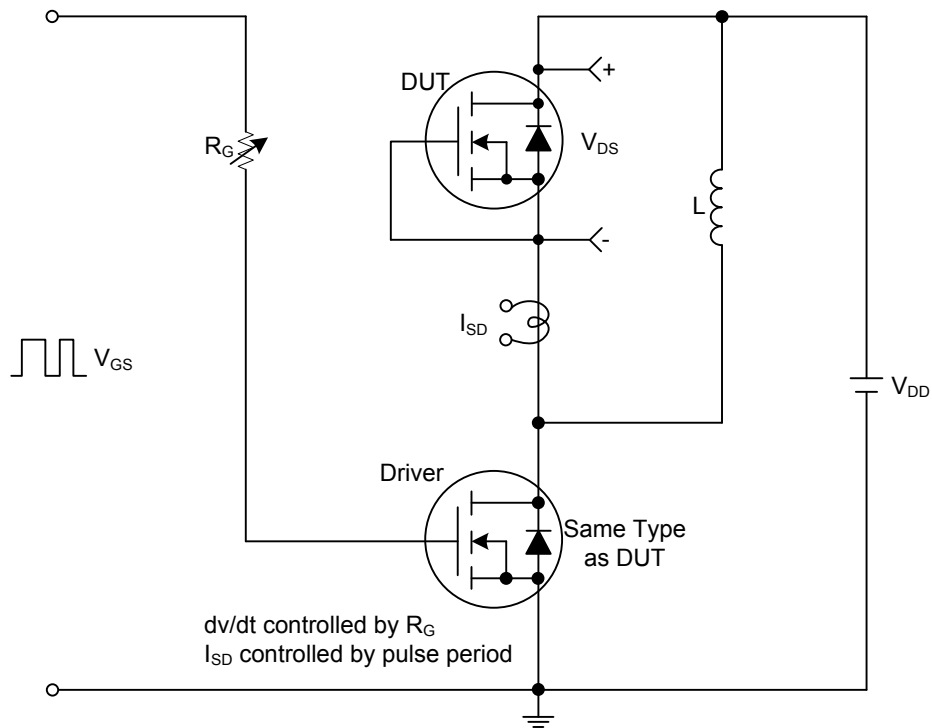 DUT
+
R_G
V_DS
L
-
I_SD
V_GS
V_DD
Driver
Same Type
as DUT
dv/dt controlled by R_G
I_SD controlled by pulse period